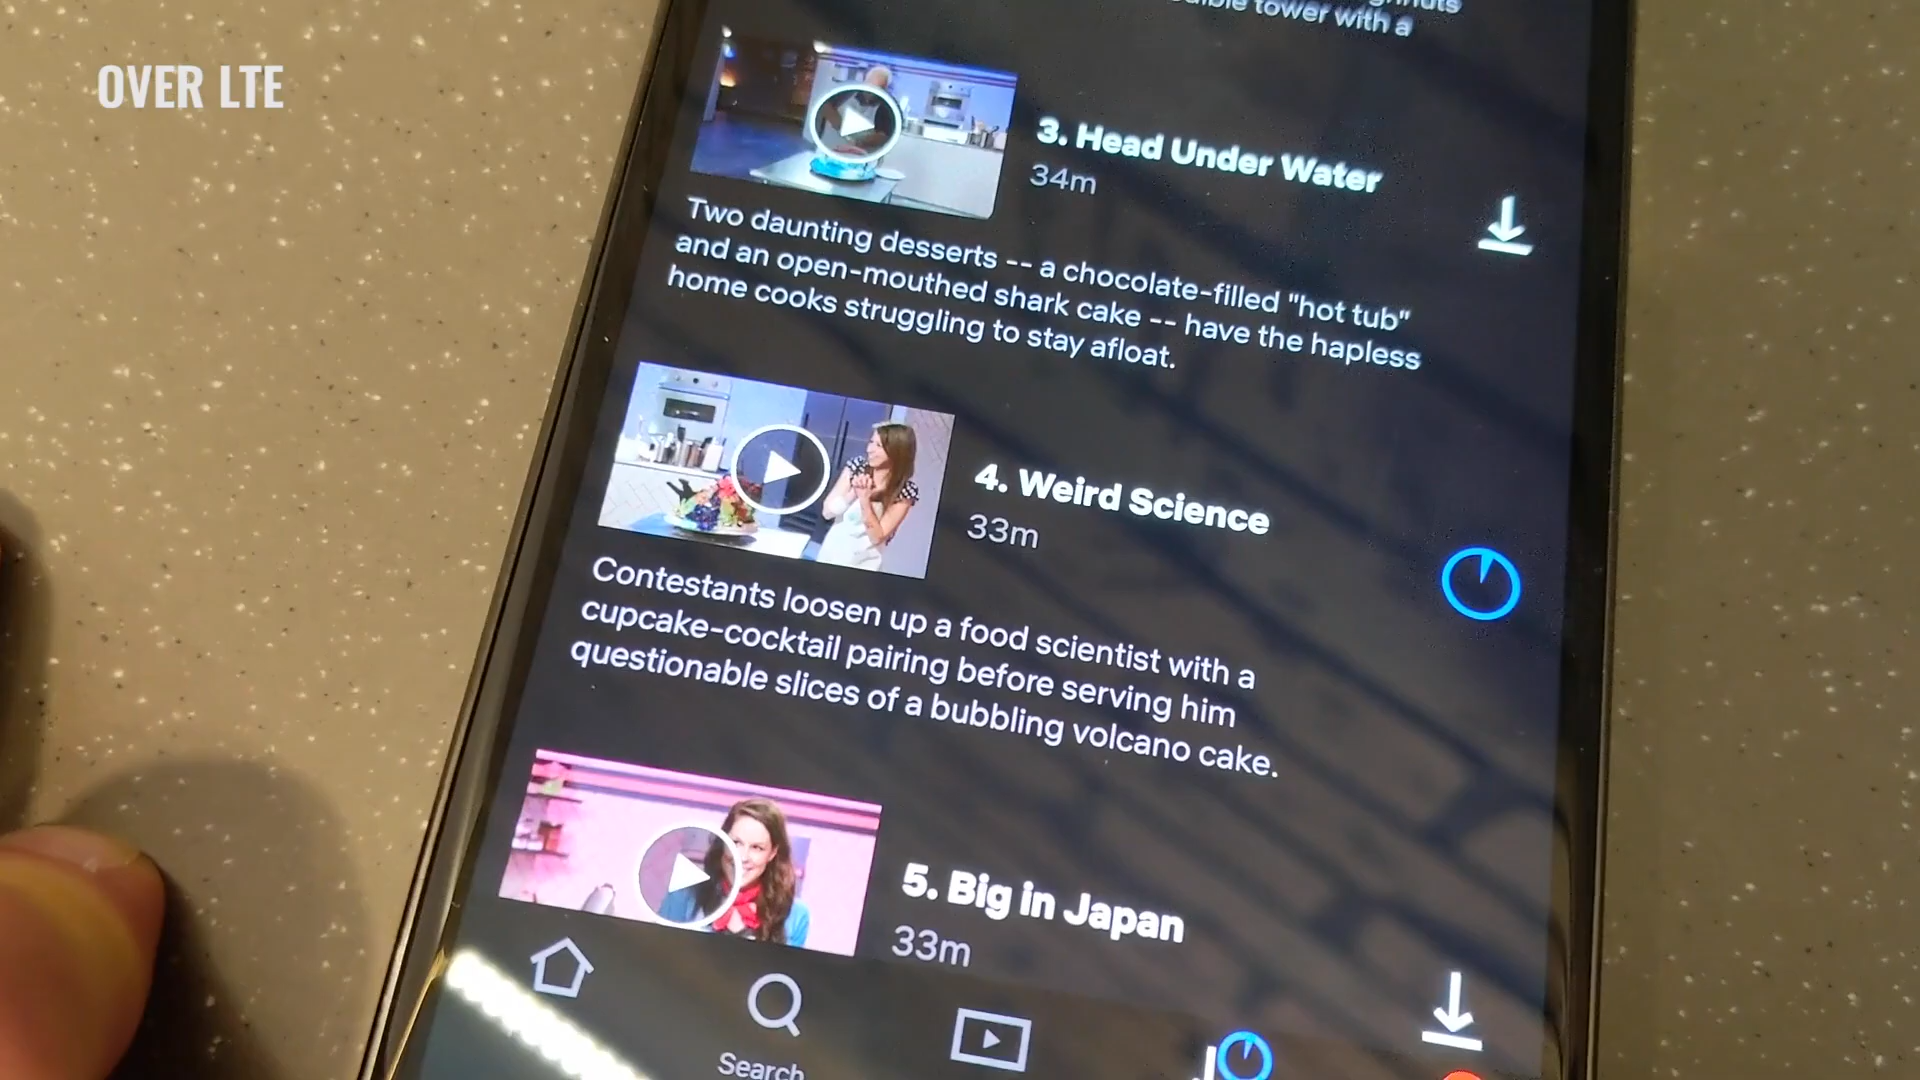 OVER LTE
tower with a
3. Head Under Water
34m
Two daunting desserts -- a chocolate-filled "hot tub"
and an open-mouthed shark cake -- have the hapless
home cooks struggling to stay afloat.
4. Weird Science
33m
Contestants loosen up a food scientist with a
cupcake-cocktail pairing before serving him
questionable slices of a bubbling volcano cake.
5. Big in Japan
33m
Search